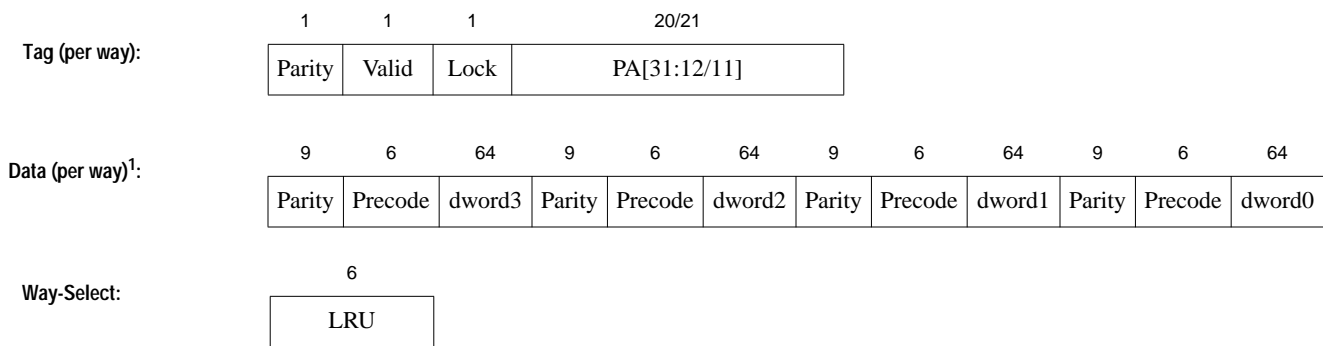 1 1 1 20/21
Tag (per way): Parity Valid Lock PA[31:12/11]
9 6 64 9 6 64 9 6 64 9 6 64
Data (per way)1: Parity Precode dword3 Parity Precode dword2 Parity Precode dword1 Parity Precode dword0
6
Way-Select: LRU